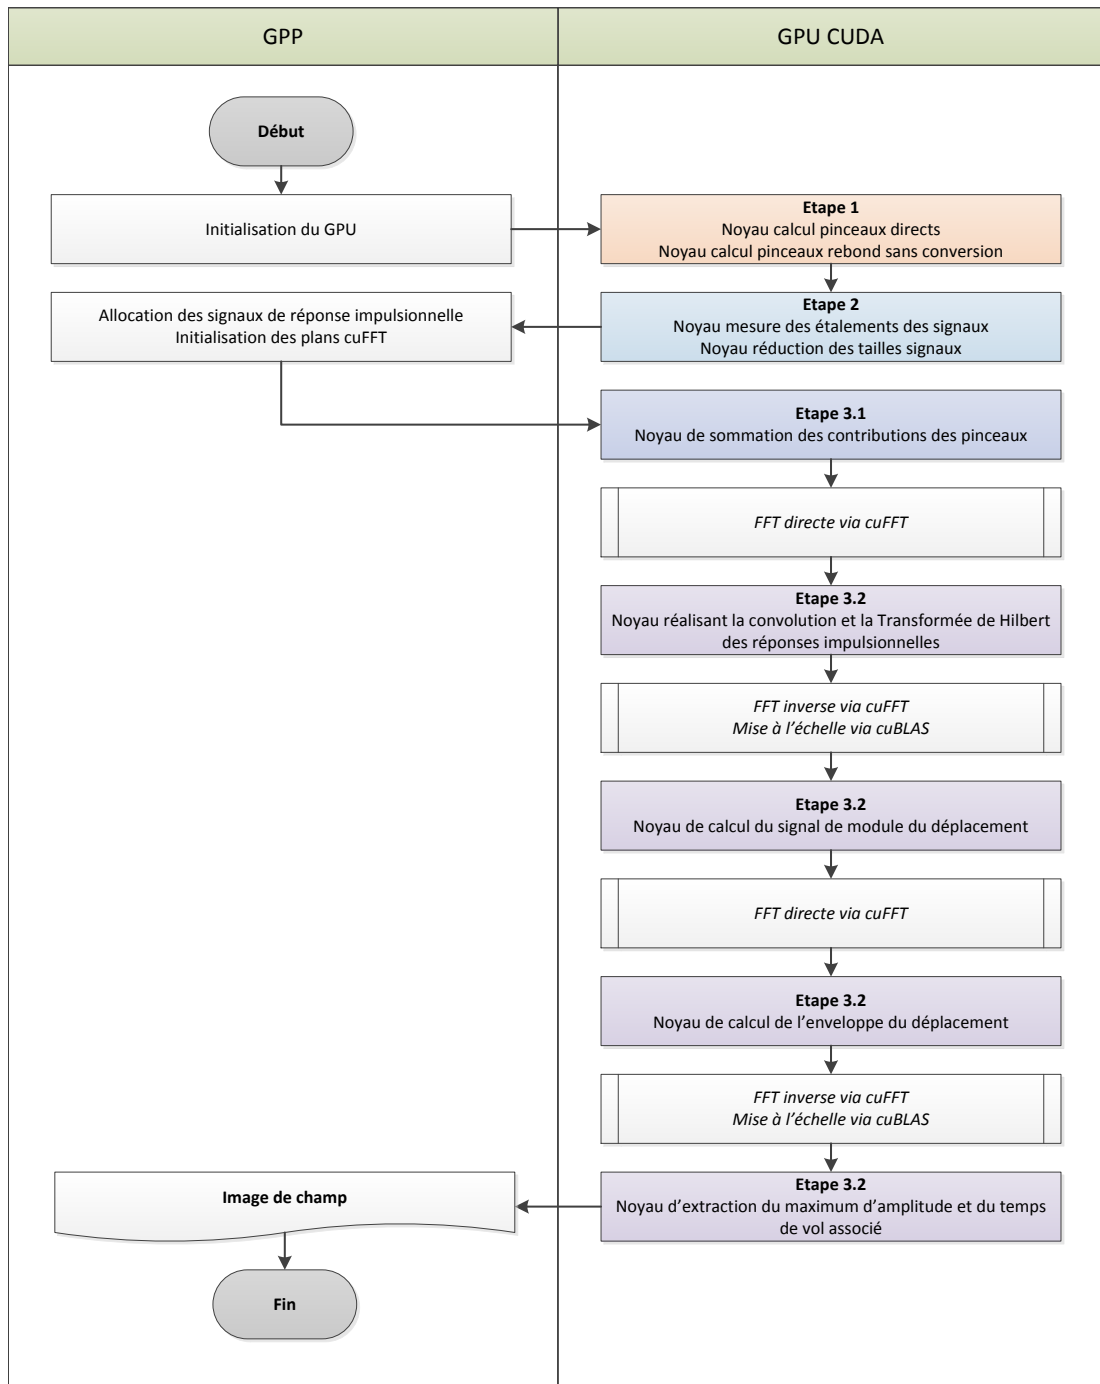 GPP
GPU CUDA
Début
Initialisation du GPU
Etape 1
Noyau calcul pinceaux directs
Noyau calcul pinceaux rebond sans conversion
Allocation des signaux de réponse impulsionnelle
Initialisation des plans cuFFT
Etape 2
Noyau mesure des étalements des signaux
Noyau réduction des tailles signaux
Etape 3.1
Noyau de sommation des contributions des pinceaux
FFT directe via cuFFT
Etape 3.2
Noyau réalisant la convolution et la Transformée de Hilbert
des réponses impulsionnelles
FFT inverse via cuFFT
Mise à l’échelle via cuBLAS
Etape 3.2
Noyau de calcul du signal de module du déplacement
FFT directe via cuFFT
Etape 3.2
Noyau de calcul de l’enveloppe du déplacement
FFT inverse via cuFFT
Mise à l’échelle via cuBLAS
Etape 3.2
Noyau d’extraction du maximum d’amplitude et du temps
de vol associé
Image de champ
Fin